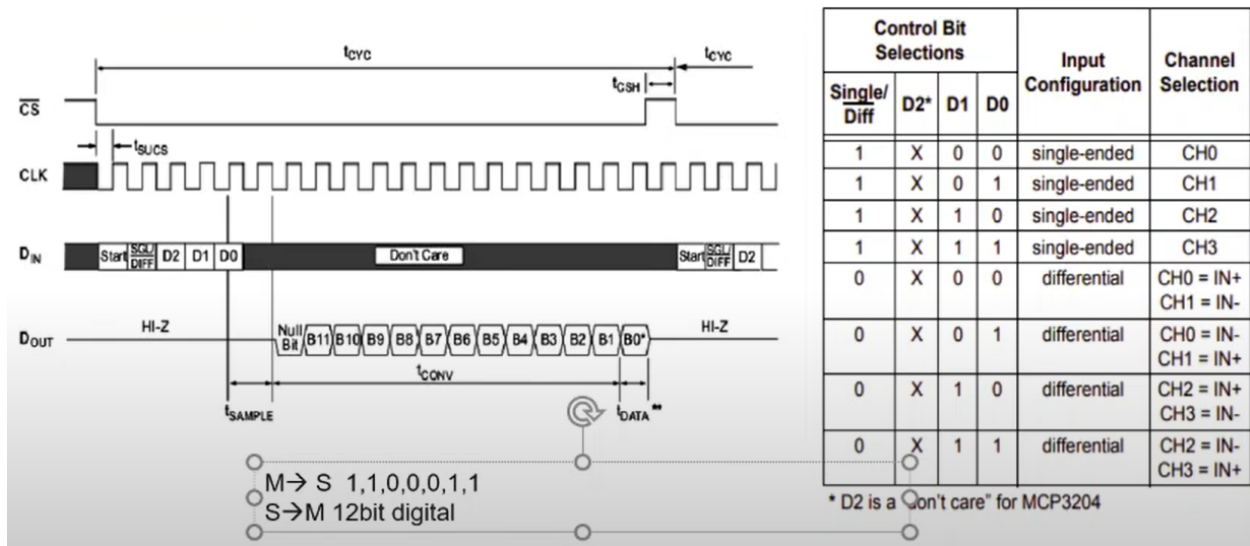 tCYC tCYC
tCSH
CS
tSUCS
CLK
DIN Start SGL/DIFF D2 D1 D0 Don't Care Start SGL/DIFF D2
DOUT HI-Z Null Bit B11 B10 B9 B8 B7 B6 B5 B4 B3 B2 B1 B0* HI-Z
tCONV
tSAMPLE tDATA **
M→ S 1,1,0,0,0,1,1
S→M 12bit digital
Control Bit Selections Input Configuration Channel Selection
Single/Diff D2* D1 D0
1 X 0 0 single-ended CH0
1 X 0 1 single-ended CH1
1 X 1 0 single-ended CH2
1 X 1 1 single-ended CH3
0 X 0 0 differential CH0 = IN+
CH1 = IN-
0 X 0 1 differential CH0 = IN-
CH1 = IN+
0 X 1 0 differential CH2 = IN+
CH3 = IN-
0 X 1 1 differential CH2 = IN-
CH3 = IN+
* D2 is a "don't care" for MCP3204